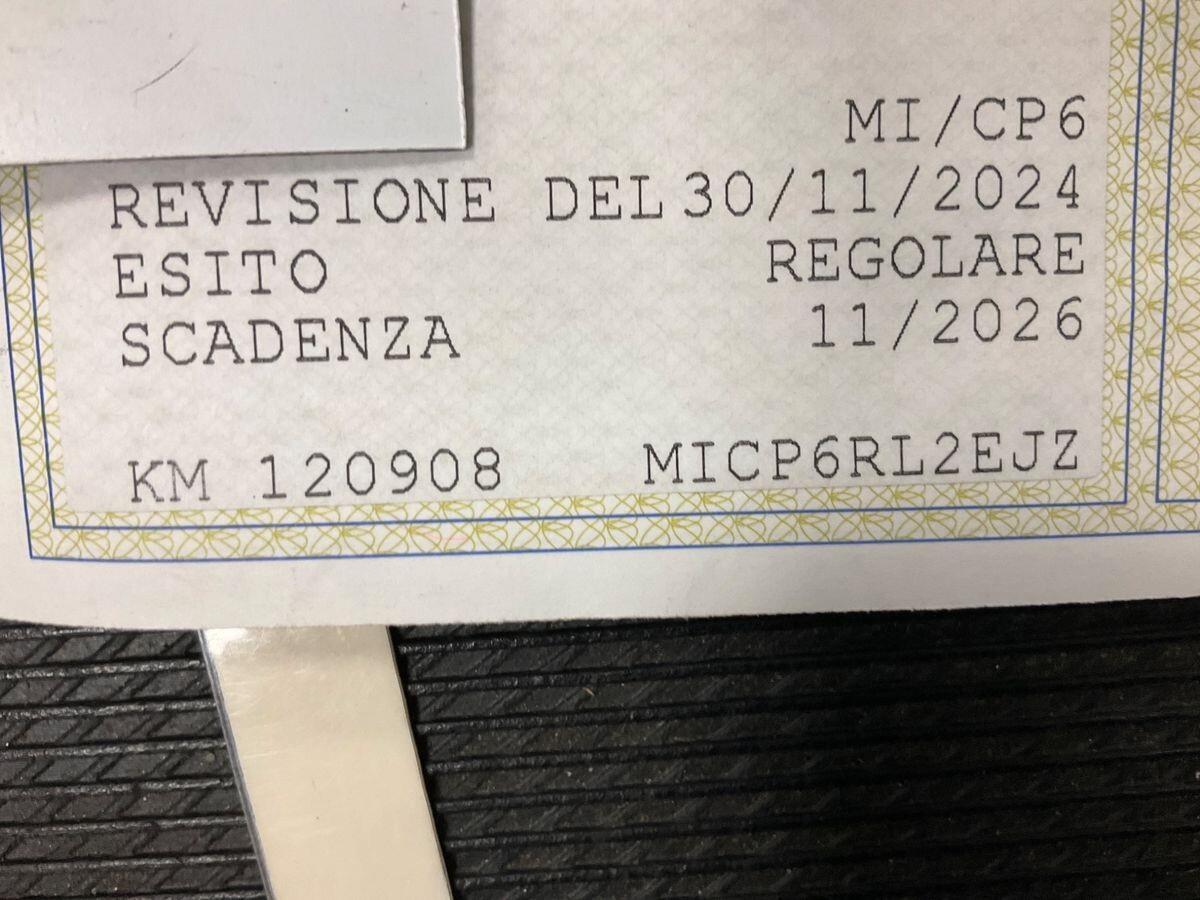 MI/CP6
REVISIONE DEL 30/11/2024
ESITO REGOLARE
SCADENZA 11/2026
KM 120908 MICP6RL2EJZ